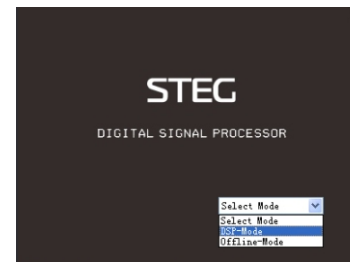 STEG
DIGITAL SIGNAL PROCESSOR
Select Mode
Select Mode
DSP-Mode
Offline-Mode